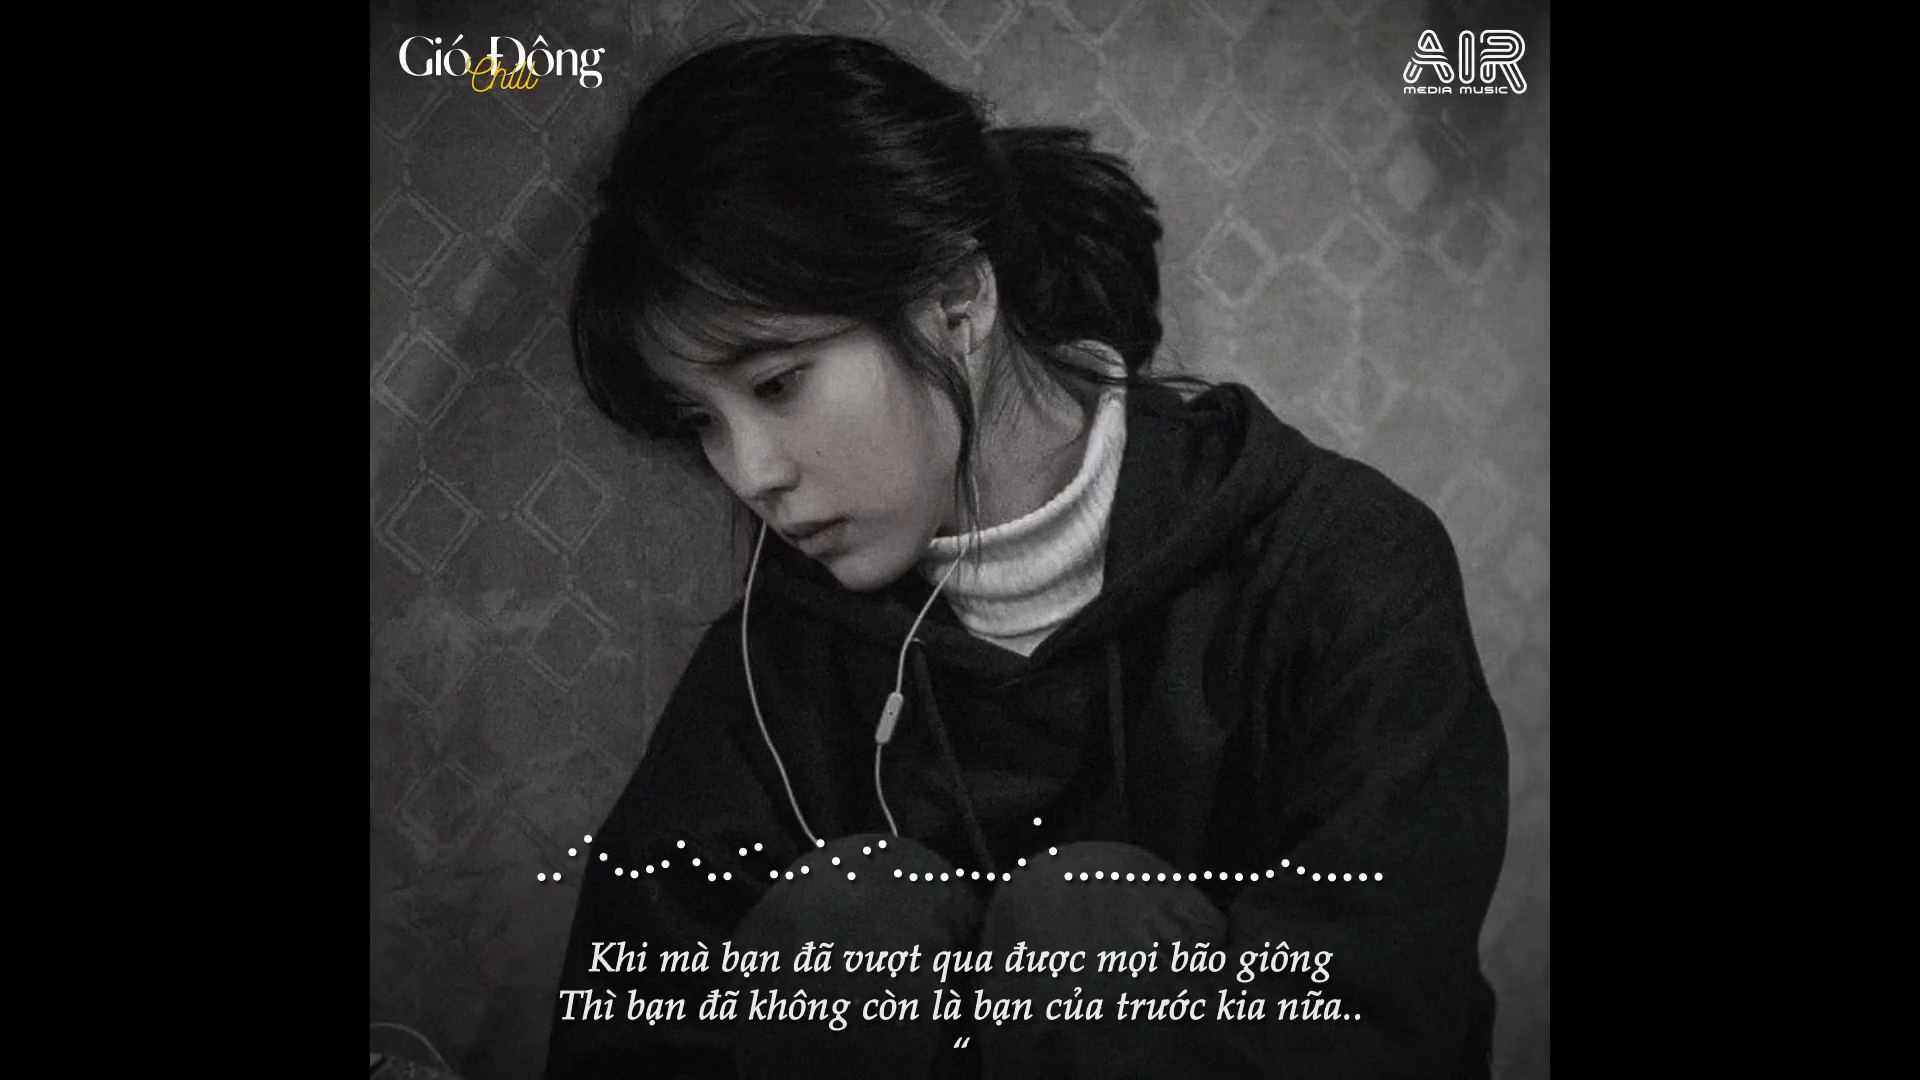 Gió Đông
Chill
AIR
MEDIA MUSIC
Khi mà bạn đã vượt qua được mọi bão giông
Thì bạn đã không còn là bạn của trước kia nữa..
“